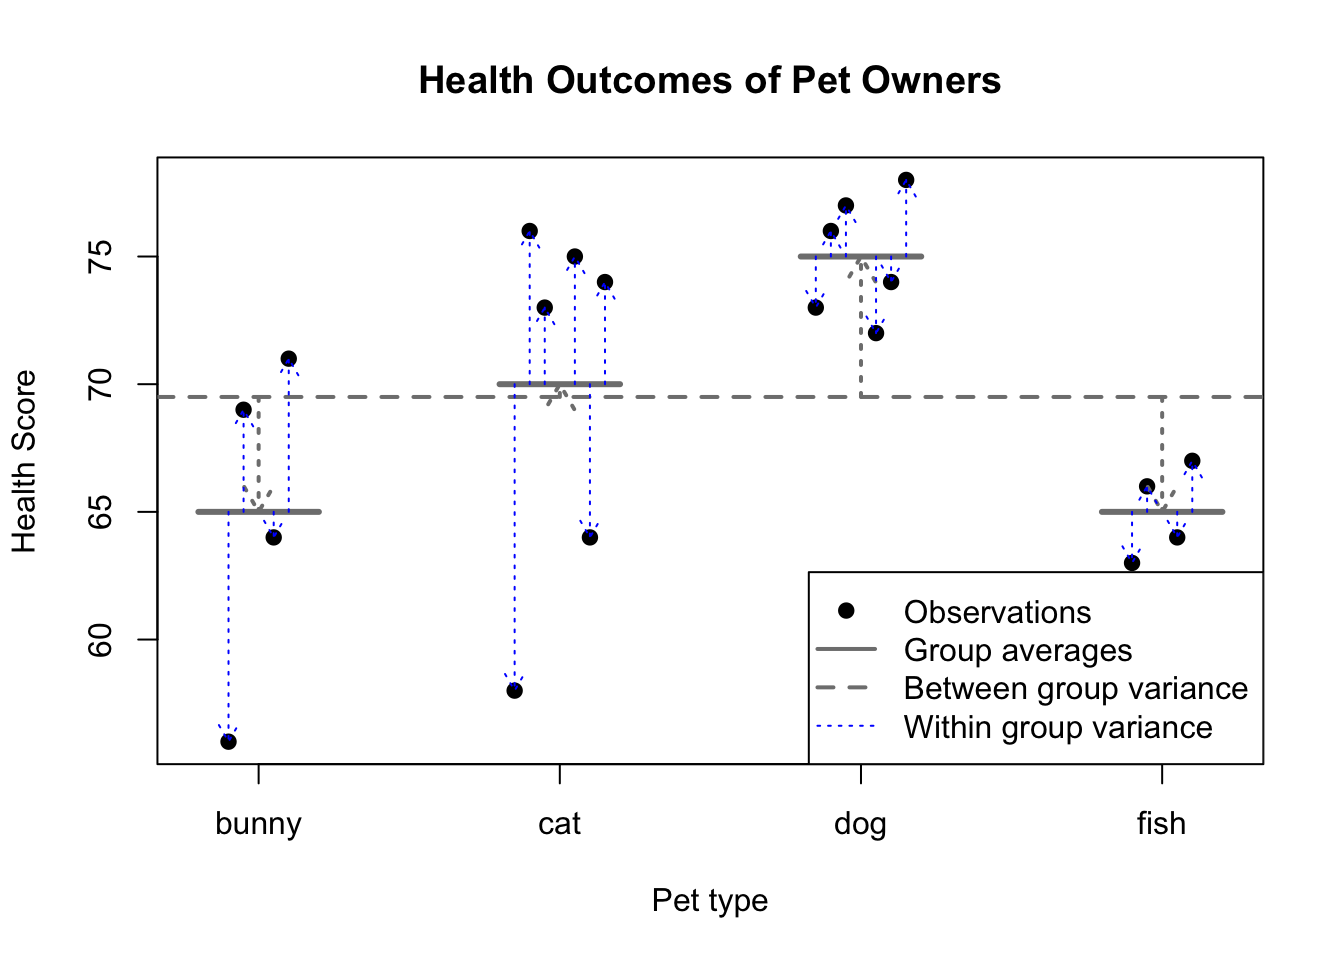 Health Outcomes of Pet Owners
Health Score
75
70
65
60
Observations
Group averages
Between group variance
Within group variance
bunny
cat
dog
fish
Pet type